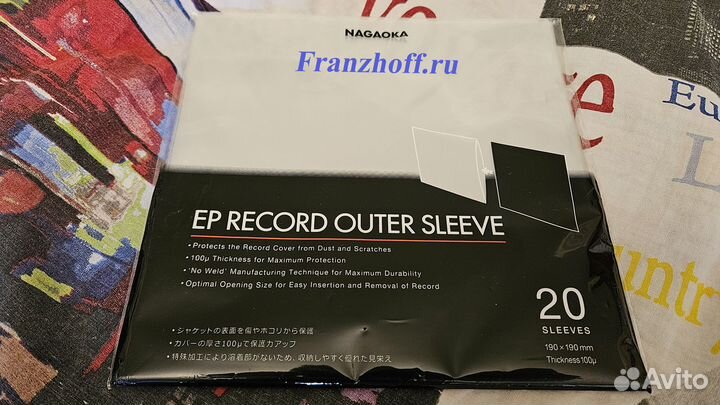 NAGAOKA
Franzhoff.ru
EP RECORD OUTER SLEEVE
• Protects the Record Cover from Dust and Scratches
• 100μ Thickness for Maximum Protection
• 'No Weld' Manufacturing Technique for Maximum Durability
• Optimal Opening Size for Easy Insertion and Removal of Record
20
SLEEVES
190×190mm
Thickness100μ
• ジャケットの表面を傷やホコリから保護
• カバーの厚さ100μで保護力アップ
• 特殊加工により溶着部がないため、収納しやすく優れた見栄え
Eu
untry
Avito